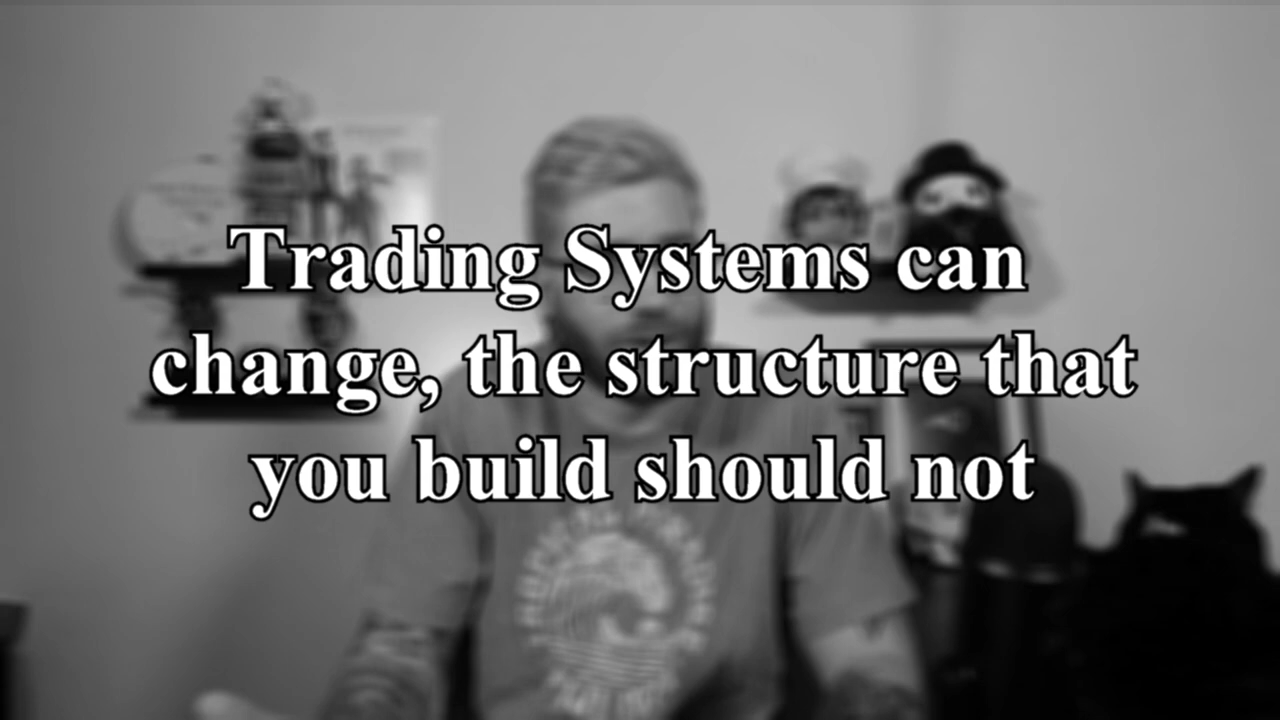 Trading Systems can
change, the structure that
you build should not